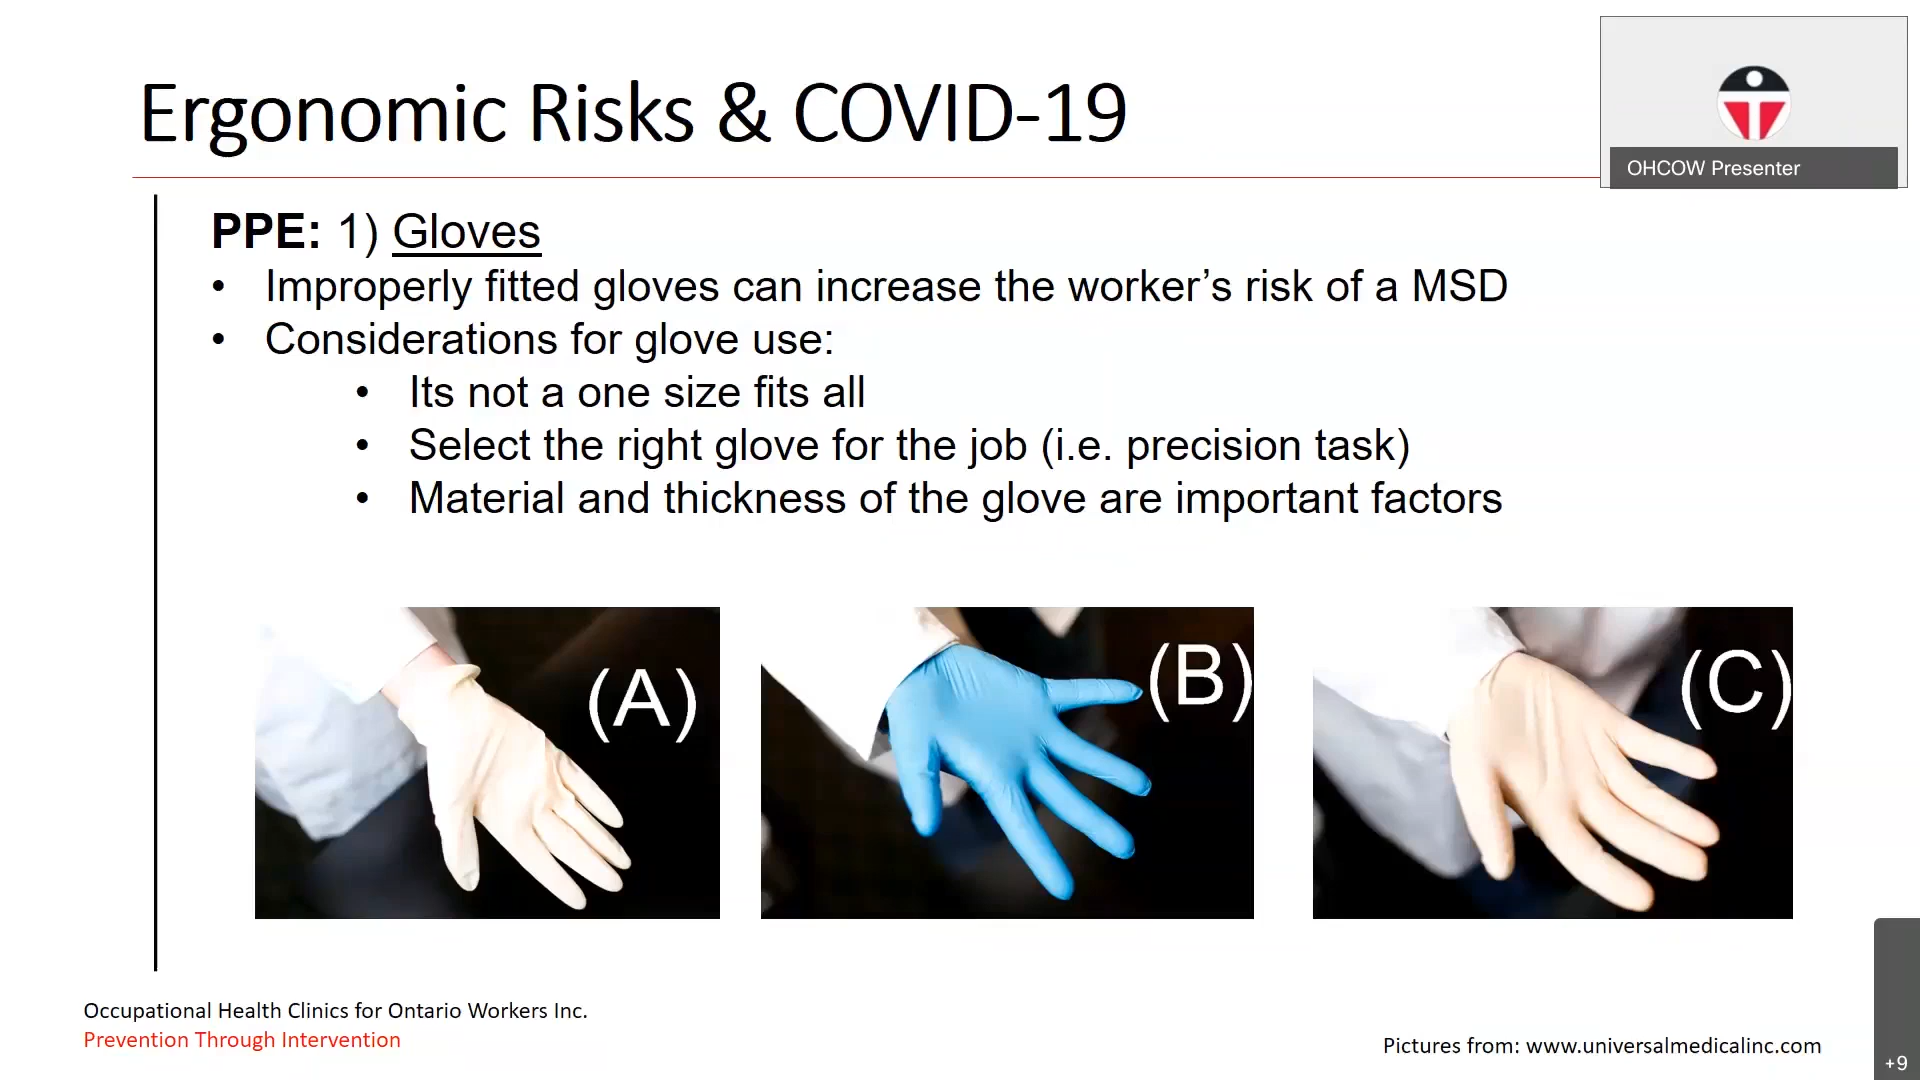 Ergonomic Risks & COVID-19
OHCOW Presenter
PPE: 1) Gloves
• Improperly fitted gloves can increase the worker’s risk of a MSD
• Considerations for glove use:
• Its not a one size fits all
• Select the right glove for the job (i.e. precision task)
• Material and thickness of the glove are important factors
(A)
(B)
(C)
Occupational Health Clinics for Ontario Workers Inc.
Prevention Through Intervention
Pictures from: www.universalmedicalinc.com
+9